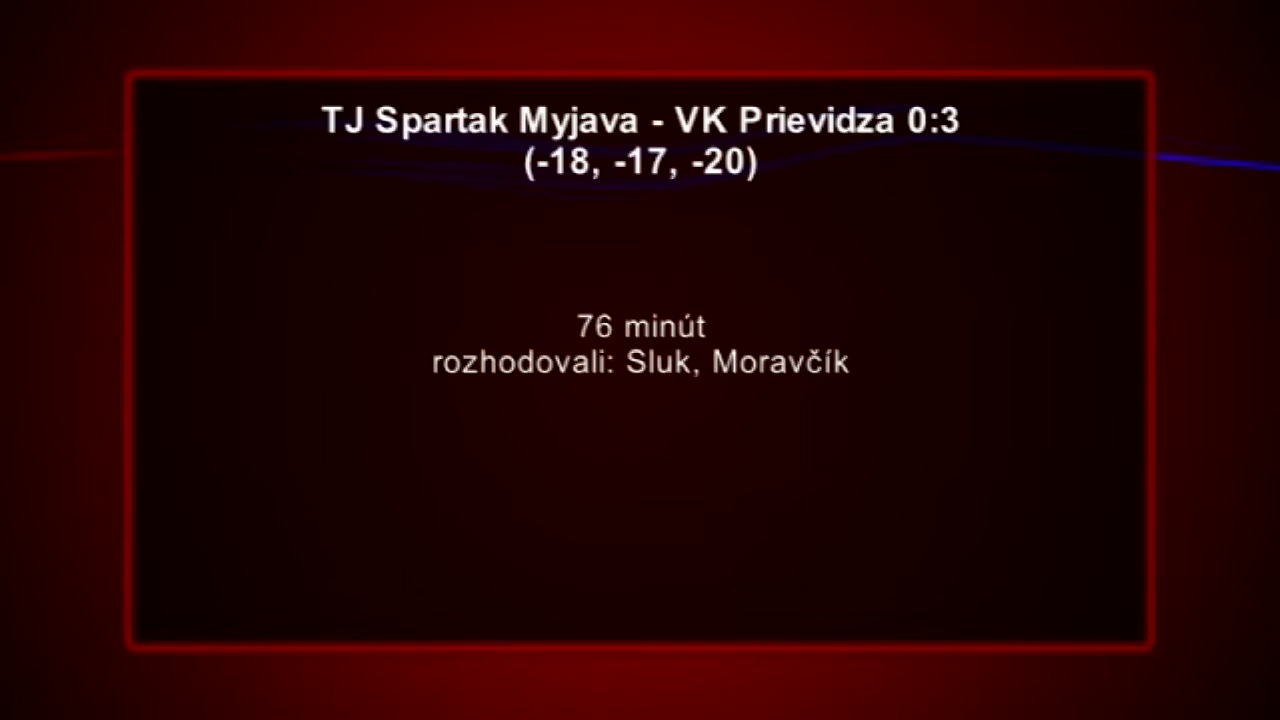 TJ Spartak Myjava - VK Prievidza 0:3
(-18, -17, -20)
76 minút
rozhodovali: Sluk, Moravčík